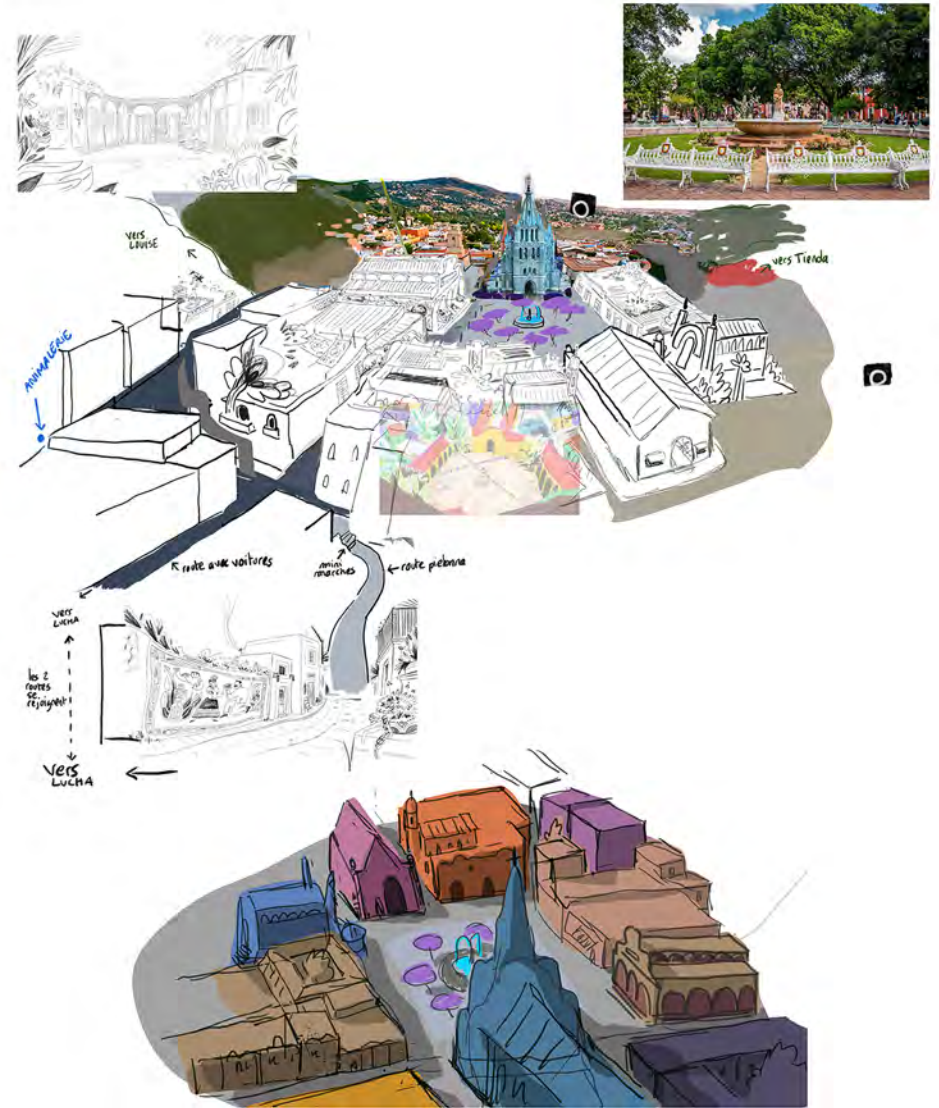 vers
LOUISE
vers Tienda
ANIMALERIE
route avec voitures
mini
marches
route pietonne
vers
LUCHA
les 2
routes
se
rejoignent
vers
LUCHA